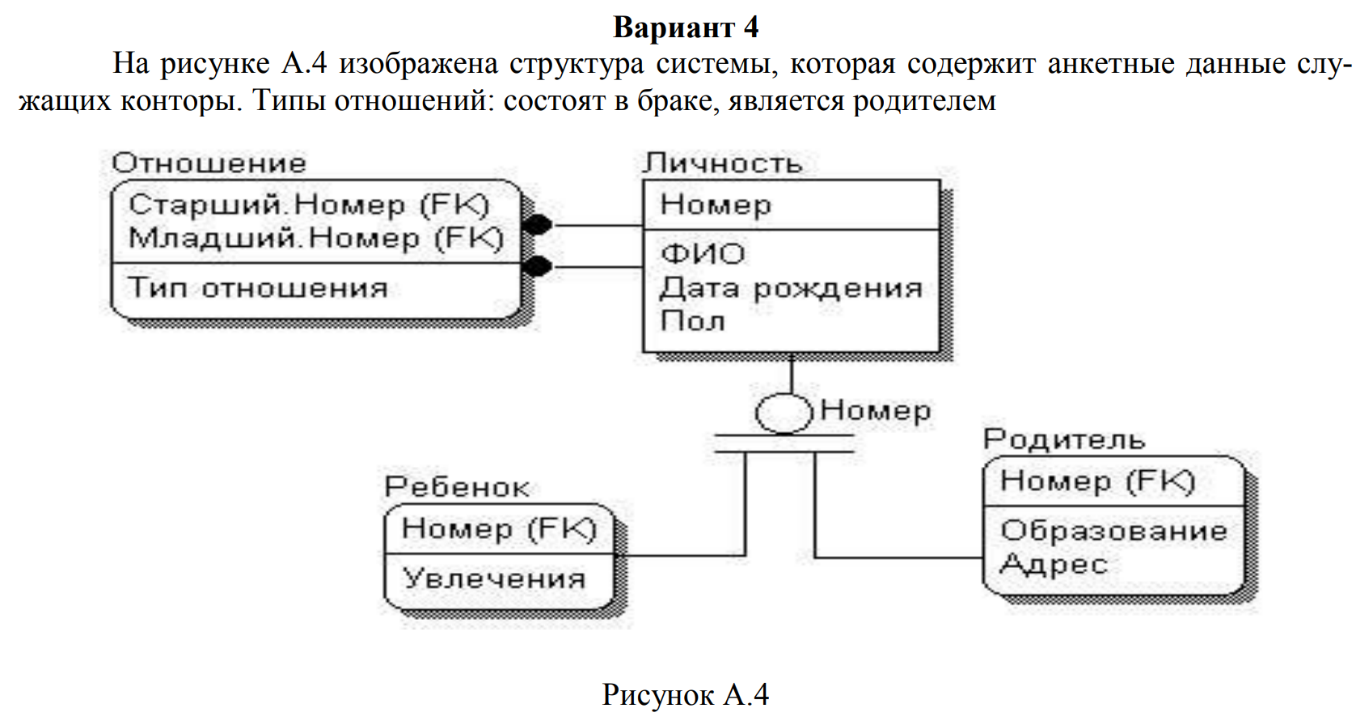 Вариант 4
На рисунке А.4 изображена структура системы, которая содержит анкетные данные слу-
жащих конторы. Типы отношений: состоят в браке, является родителем
Отношение
Старший.Номер (FK)
Младший.Номер (FK)
Тип отношения
Личность
Номер
ФИО
Дата рождения
Пол
Номер
Ребенок
Номер (FK)
Увлечения
Родитель
Номер (FK)
Образование
Адрес
Рисунок А.4